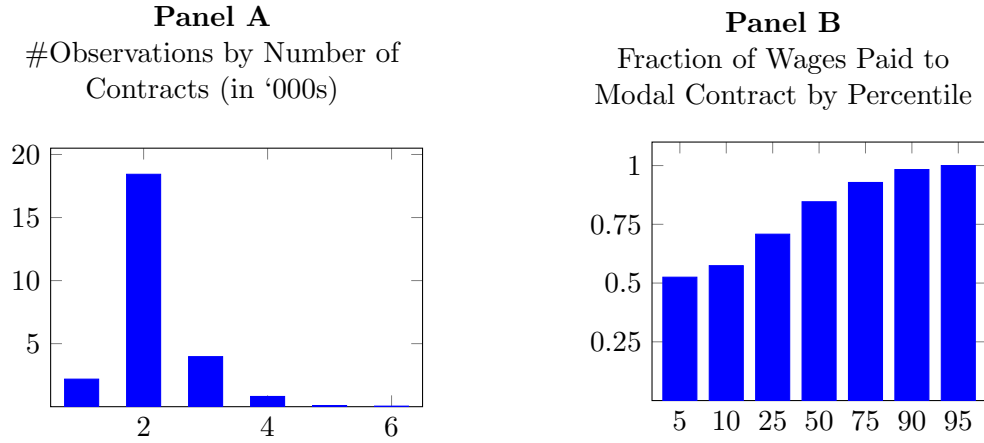 Panel A
#Observations by Number of
Contracts (in ‘000s)
20
15
10
5
2
4
6
Panel B
Fraction of Wages Paid to
Modal Contract by Percentile
1
0.75
0.5
0.25
5 10 25 50 75 90 95